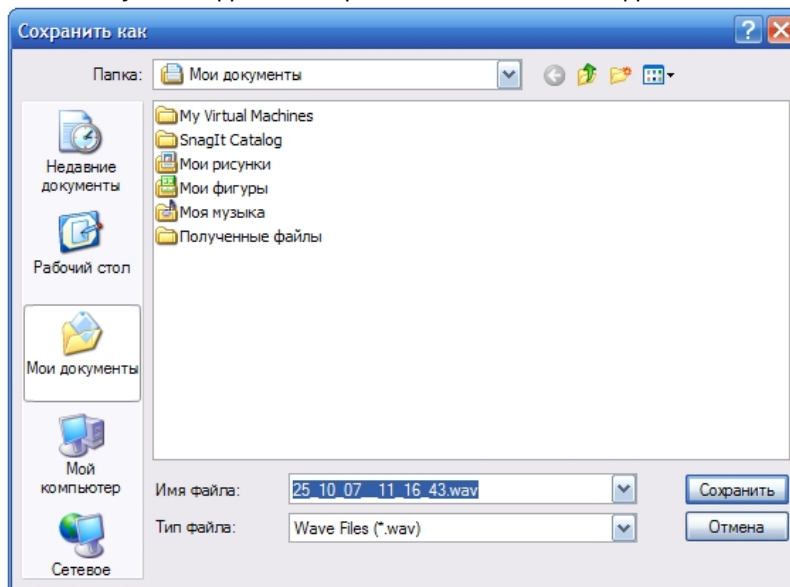 Сохранить как
Папка:
Мои документы
My Virtual Machines
SnagIt Catalog
Мои рисунки
Мои фигуры
Моя музыка
Полученные файлы
Недавние
документы
Рабочий стол
Мои документы
Мой
компьютер
Сетевое
Имя файла:
25_10_07__11_16_43.wav
Сохранить
Тип файла:
Wave Files (*.wav)
Отмена